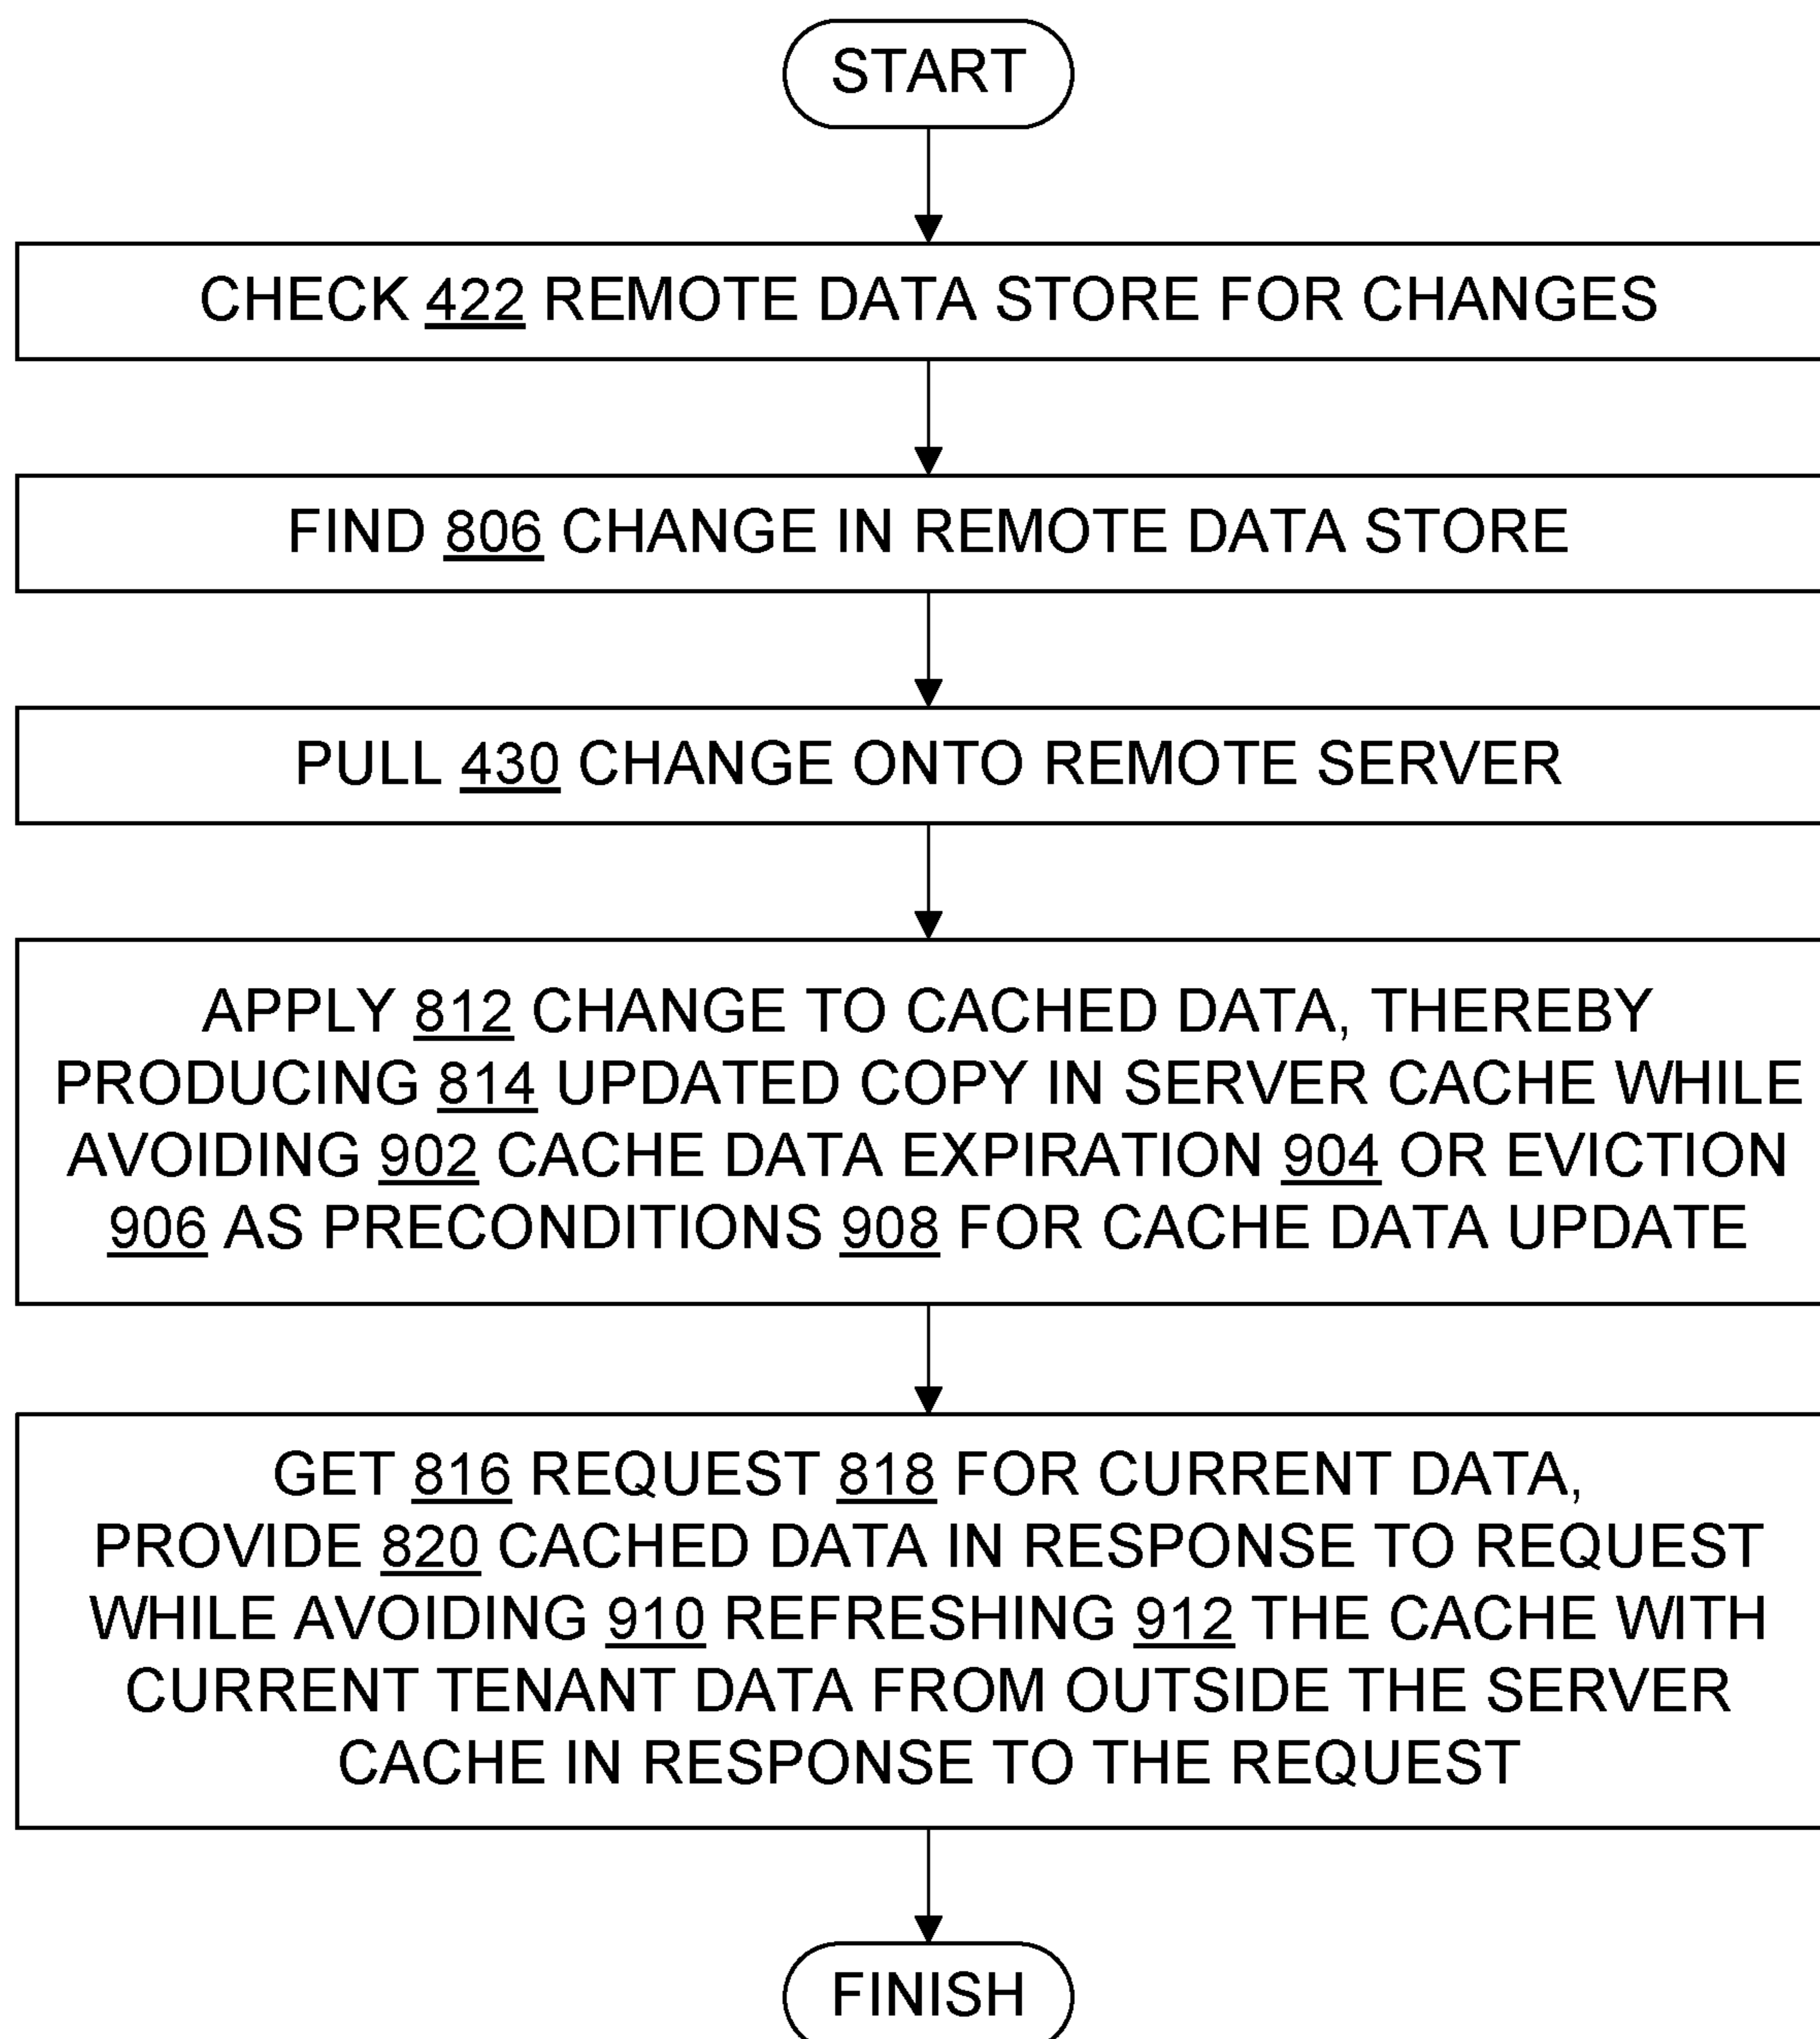 START
CHECK 422 REMOTE DATA STORE FOR CHANGES
FIND 806 CHANGE IN REMOTE DATA STORE
PULL 430 CHANGE ONTO REMOTE SERVER
APPLY 812 CHANGE TO CACHED DATA, THEREBY
PRODUCING 814 UPDATED COPY IN SERVER CACHE WHILE
AVOIDING 902 CACHE DATA EXPIRATION 904 OR EVICTION
906 AS PRECONDITIONS 908 FOR CACHE DATA UPDATE
GET 816 REQUEST 818 FOR CURRENT DATA,
PROVIDE 820 CACHED DATA IN RESPONSE TO REQUEST
WHILE AVOIDING 910 REFRESHING 912 THE CACHE WITH
CURRENT TENANT DATA FROM OUTSIDE THE SERVER
CACHE IN RESPONSE TO THE REQUEST
FINISH